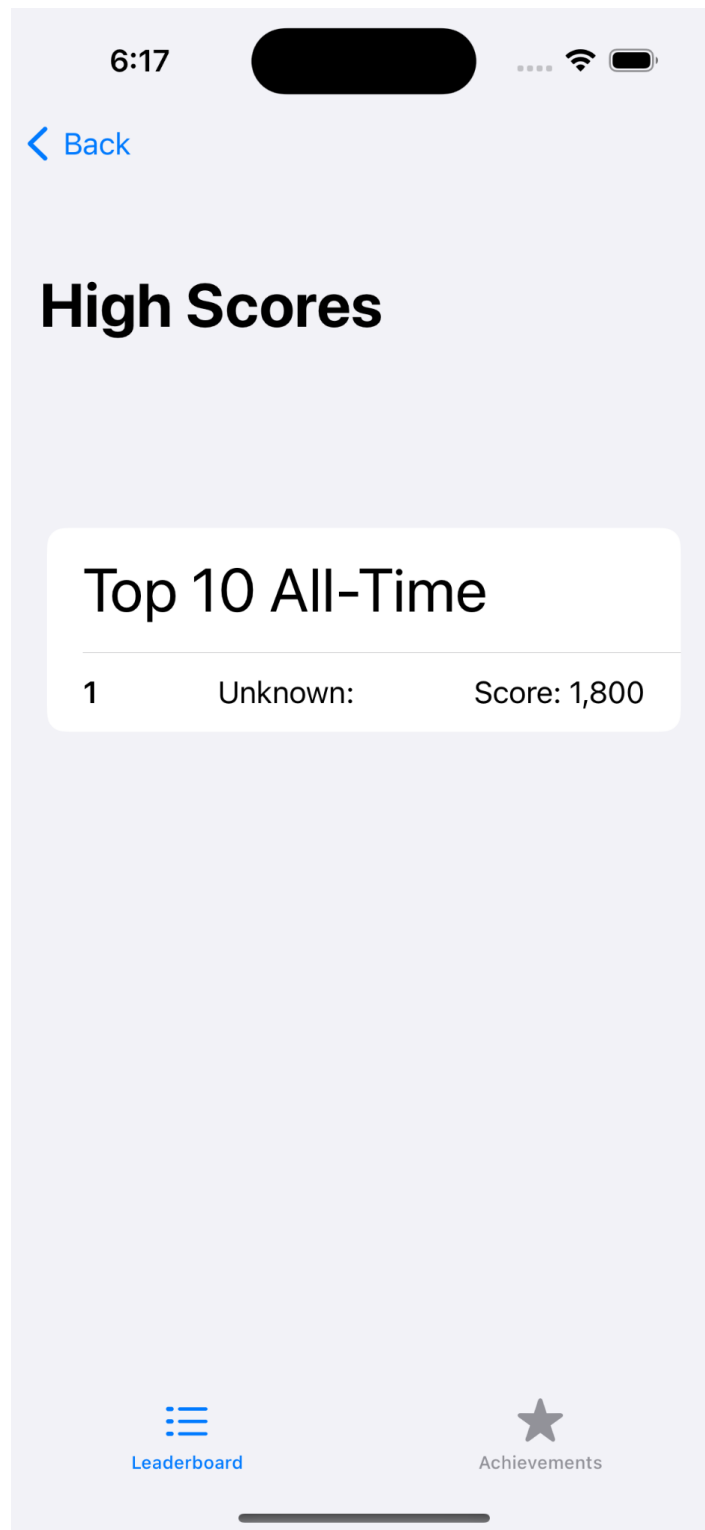 6:17
Back
High Scores
Top 10 All-Time
1 Unknown: Score: 1,800
Leaderboard Achievements